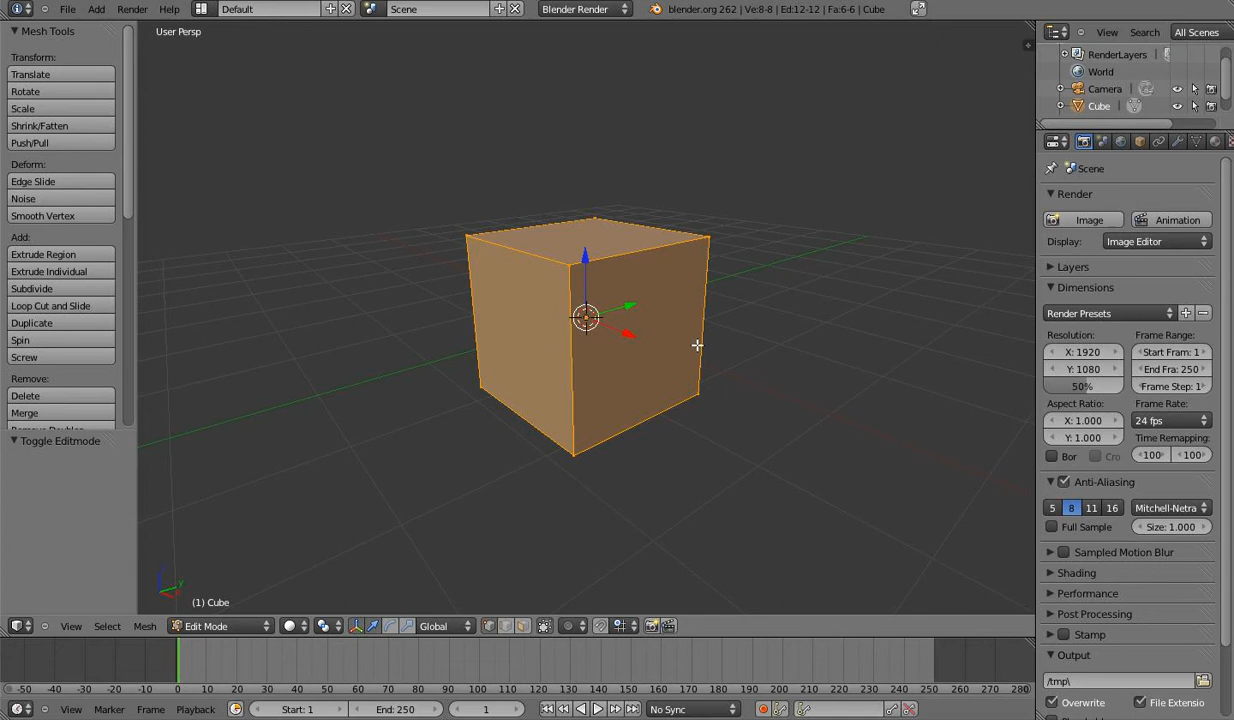 File Add Render Help Default Scene Blender Render blender.org 262 | Ve:8-8 | Ed:12-12 | Fa:6-6 | Cube
Mesh Tools
Transform:
Translate
Rotate
Scale
Shrink/Fatten
Push/Pull
Deform:
Edge Slide
Noise
Smooth Vertex
Add:
Extrude Region
Extrude Individual
Subdivide
Loop Cut and Slide
Duplicate
Spin
Screw
Remove:
Delete
Merge
Toggle Editmode
User Persp
(1) Cube
View Select Mesh Edit Mode Global
View Search All Scenes
RenderLayers
World
Camera
Cube
Scene
Render
Image Animation
Display: Image Editor
Layers
Dimensions
Render Presets
Resolution: Frame Range:
X: 1920 Start Fram: 1
Y: 1080 End Fra: 250
50% Frame Step: 1
Aspect Ratio: Frame Rate:
X: 1.000 24 fps
Y: 1.000 Time Remapping:
Bor Cro 100 100
Anti-Aliasing
5 8 11 16 Mitchell-Netra
Full Sample Size: 1.000
Sampled Motion Blur
Shading
Performance
Post Processing
Stamp
Output
/tmp\
Overwrite File Extensio
-50 -40 -30 -20 -10 0 10 20 30 40 50 60 70 80 90 100 110 120 130 140 150 160 170 180 190 200 210 220 230 240 250 260 270 280
View Marker Frame Playback Start: 1 End: 250 1 No Sync